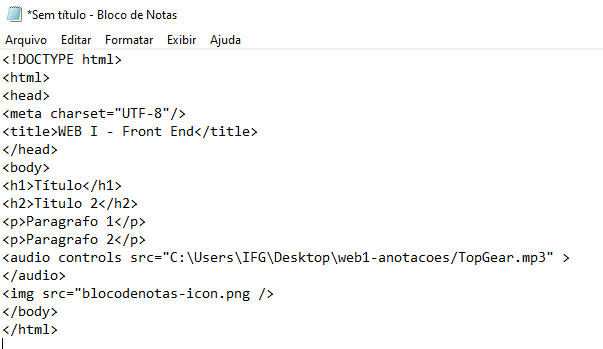 *Sem título - Bloco de Notas
Arquivo Editar Formatar Exibir Ajuda
<!DOCTYPE html>
<html>
<head>
<meta charset="UTF-8"/>
<title>WEB I - Front End</title>
</head>
<body>
<h1>Título</h1>
<h2>Titulo 2</h2>
<p>Paragrafo 1</p>
<p>Paragrafo 2</p>
<audio controls src="C:\Users\IFG\Desktop\web1-anotacoes/TopGear.mp3" >
</audio>
<img src="blocodenotas-icon.png />
</body>
</html>